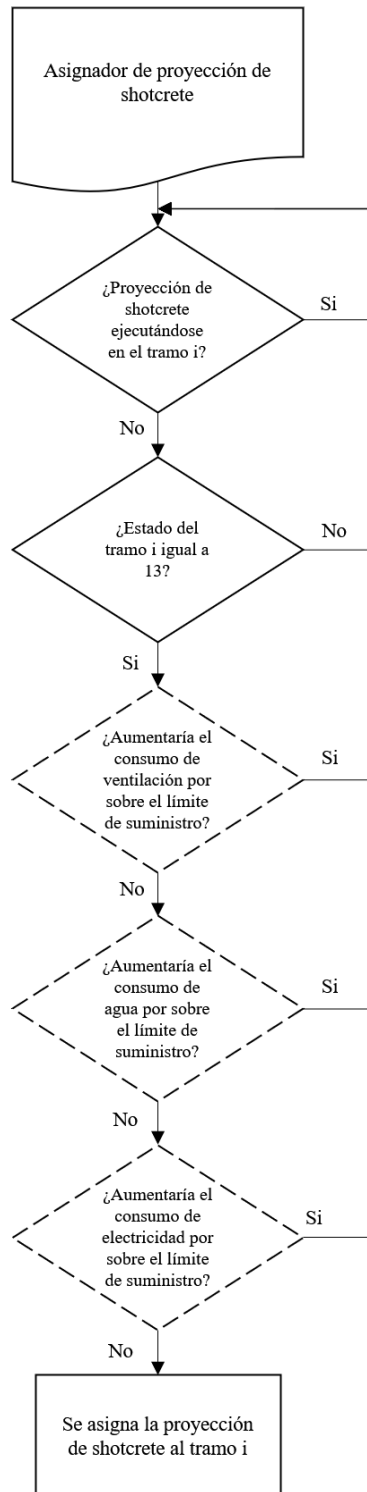 Asignador de proyección de
shotcrete
¿Proyección de
shotcrete
ejecutándose
en el tramo i?
Si
No
¿Estado del
tramo i igual a
13?
No
Si
¿Aumentaría el
consumo de
ventilación por
sobre el límite
de suministro?
Si
No
¿Aumentaría el
consumo de
agua por sobre
el límite de
suministro?
Si
No
¿Aumentaría el
consumo de
electricidad por
sobre el límite
de suministro?
Si
No
Se asigna la proyección
de shotcrete al tramo i